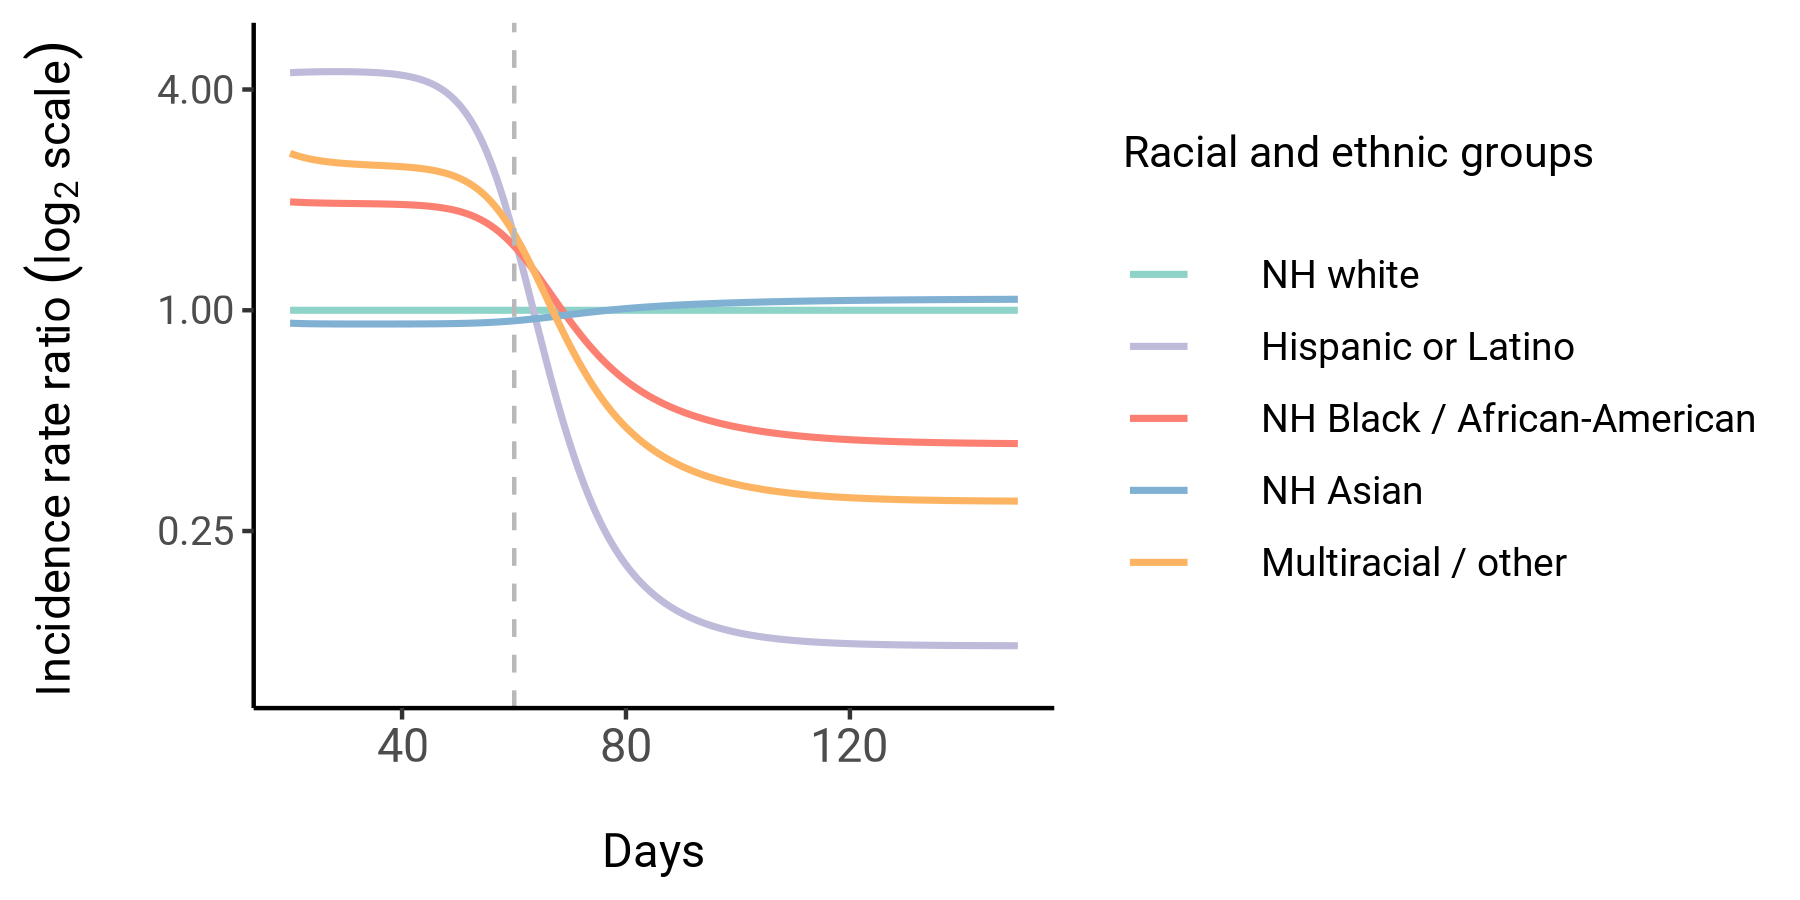 Incidence rate ratio (log2 scale)
4.00
1.00
0.25
40 80 120
Days
Racial and ethnic groups
NH white
Hispanic or Latino
NH Black / African-American
NH Asian
Multiracial / other